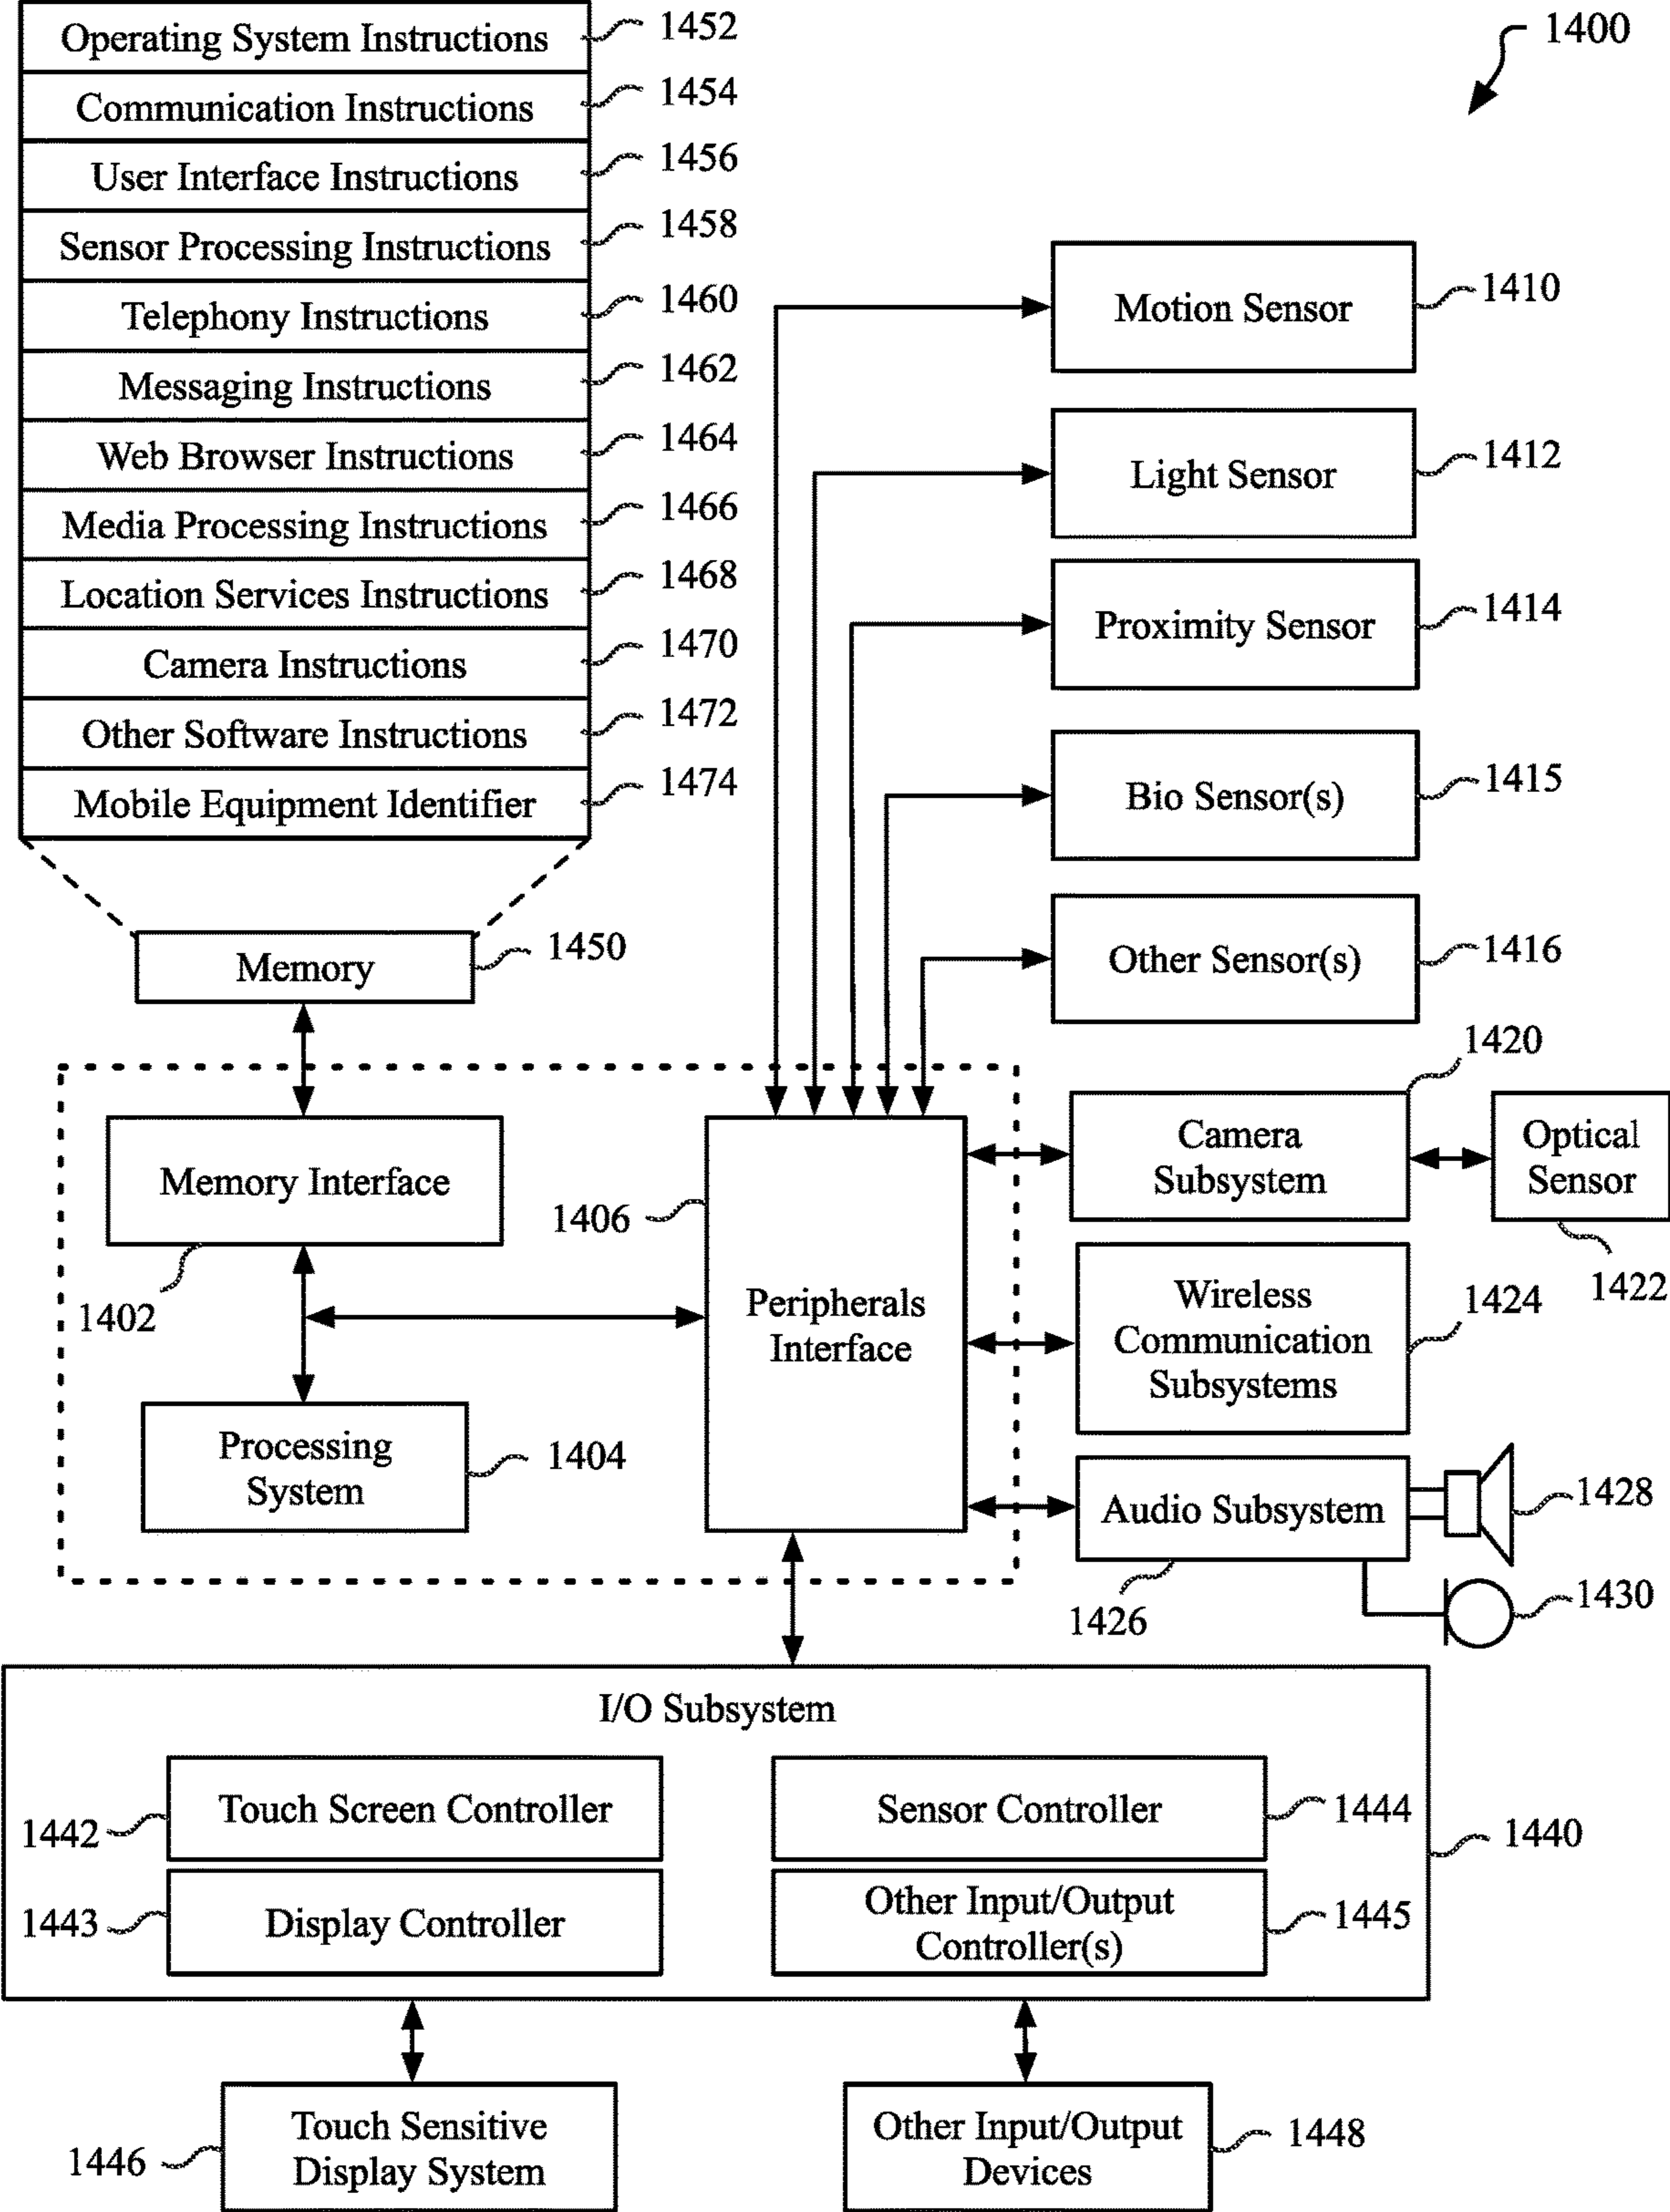 Operating System Instructions
1452
Communication Instructions
1454
User Interface Instructions
1456
Sensor Processing Instructions
1458
Telephony Instructions
1460
Messaging Instructions
1462
Web Browser Instructions
1464
Media Processing Instructions
1466
Location Services Instructions
1468
Camera Instructions
1470
Other Software Instructions
1472
Mobile Equipment Identifier
1474
Memory
1450
1400
Motion Sensor
1410
Light Sensor
1412
Proximity Sensor
1414
Bio Sensor(s)
1415
Other Sensor(s)
1416
Memory Interface
1402
Processing
System
1404
1406
Peripherals
Interface
1420
Camera
Subsystem
Optical
Sensor
1422
Wireless
Communication
Subsystems
1424
Audio Subsystem
1426
1428
1430
I/O Subsystem
1440
Touch Screen Controller
1442
Display Controller
1443
Sensor Controller
1444
Other Input/Output
Controller(s)
1445
Touch Sensitive
Display System
1446
Other Input/Output
Devices
1448